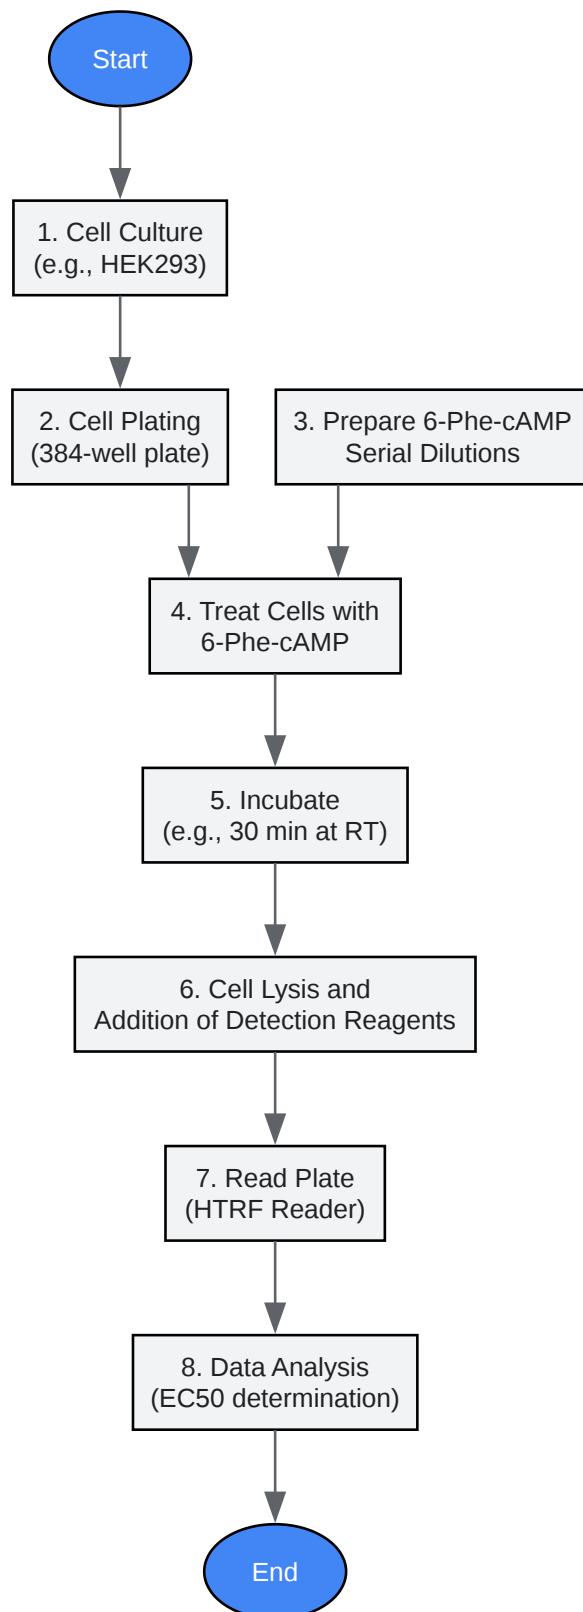 Start
1. Cell Culture
(e.g., HEK293)
2. Cell Plating
(384-well plate)
3. Prepare 6-Phe-cAMP
Serial Dilutions
4. Treat Cells with
6-Phe-cAMP
5. Incubate
(e.g., 30 min at RT)
6. Cell Lysis and
Addition of Detection Reagents
7. Read Plate
(HTRF Reader)
8. Data Analysis
(EC50 determination)
End